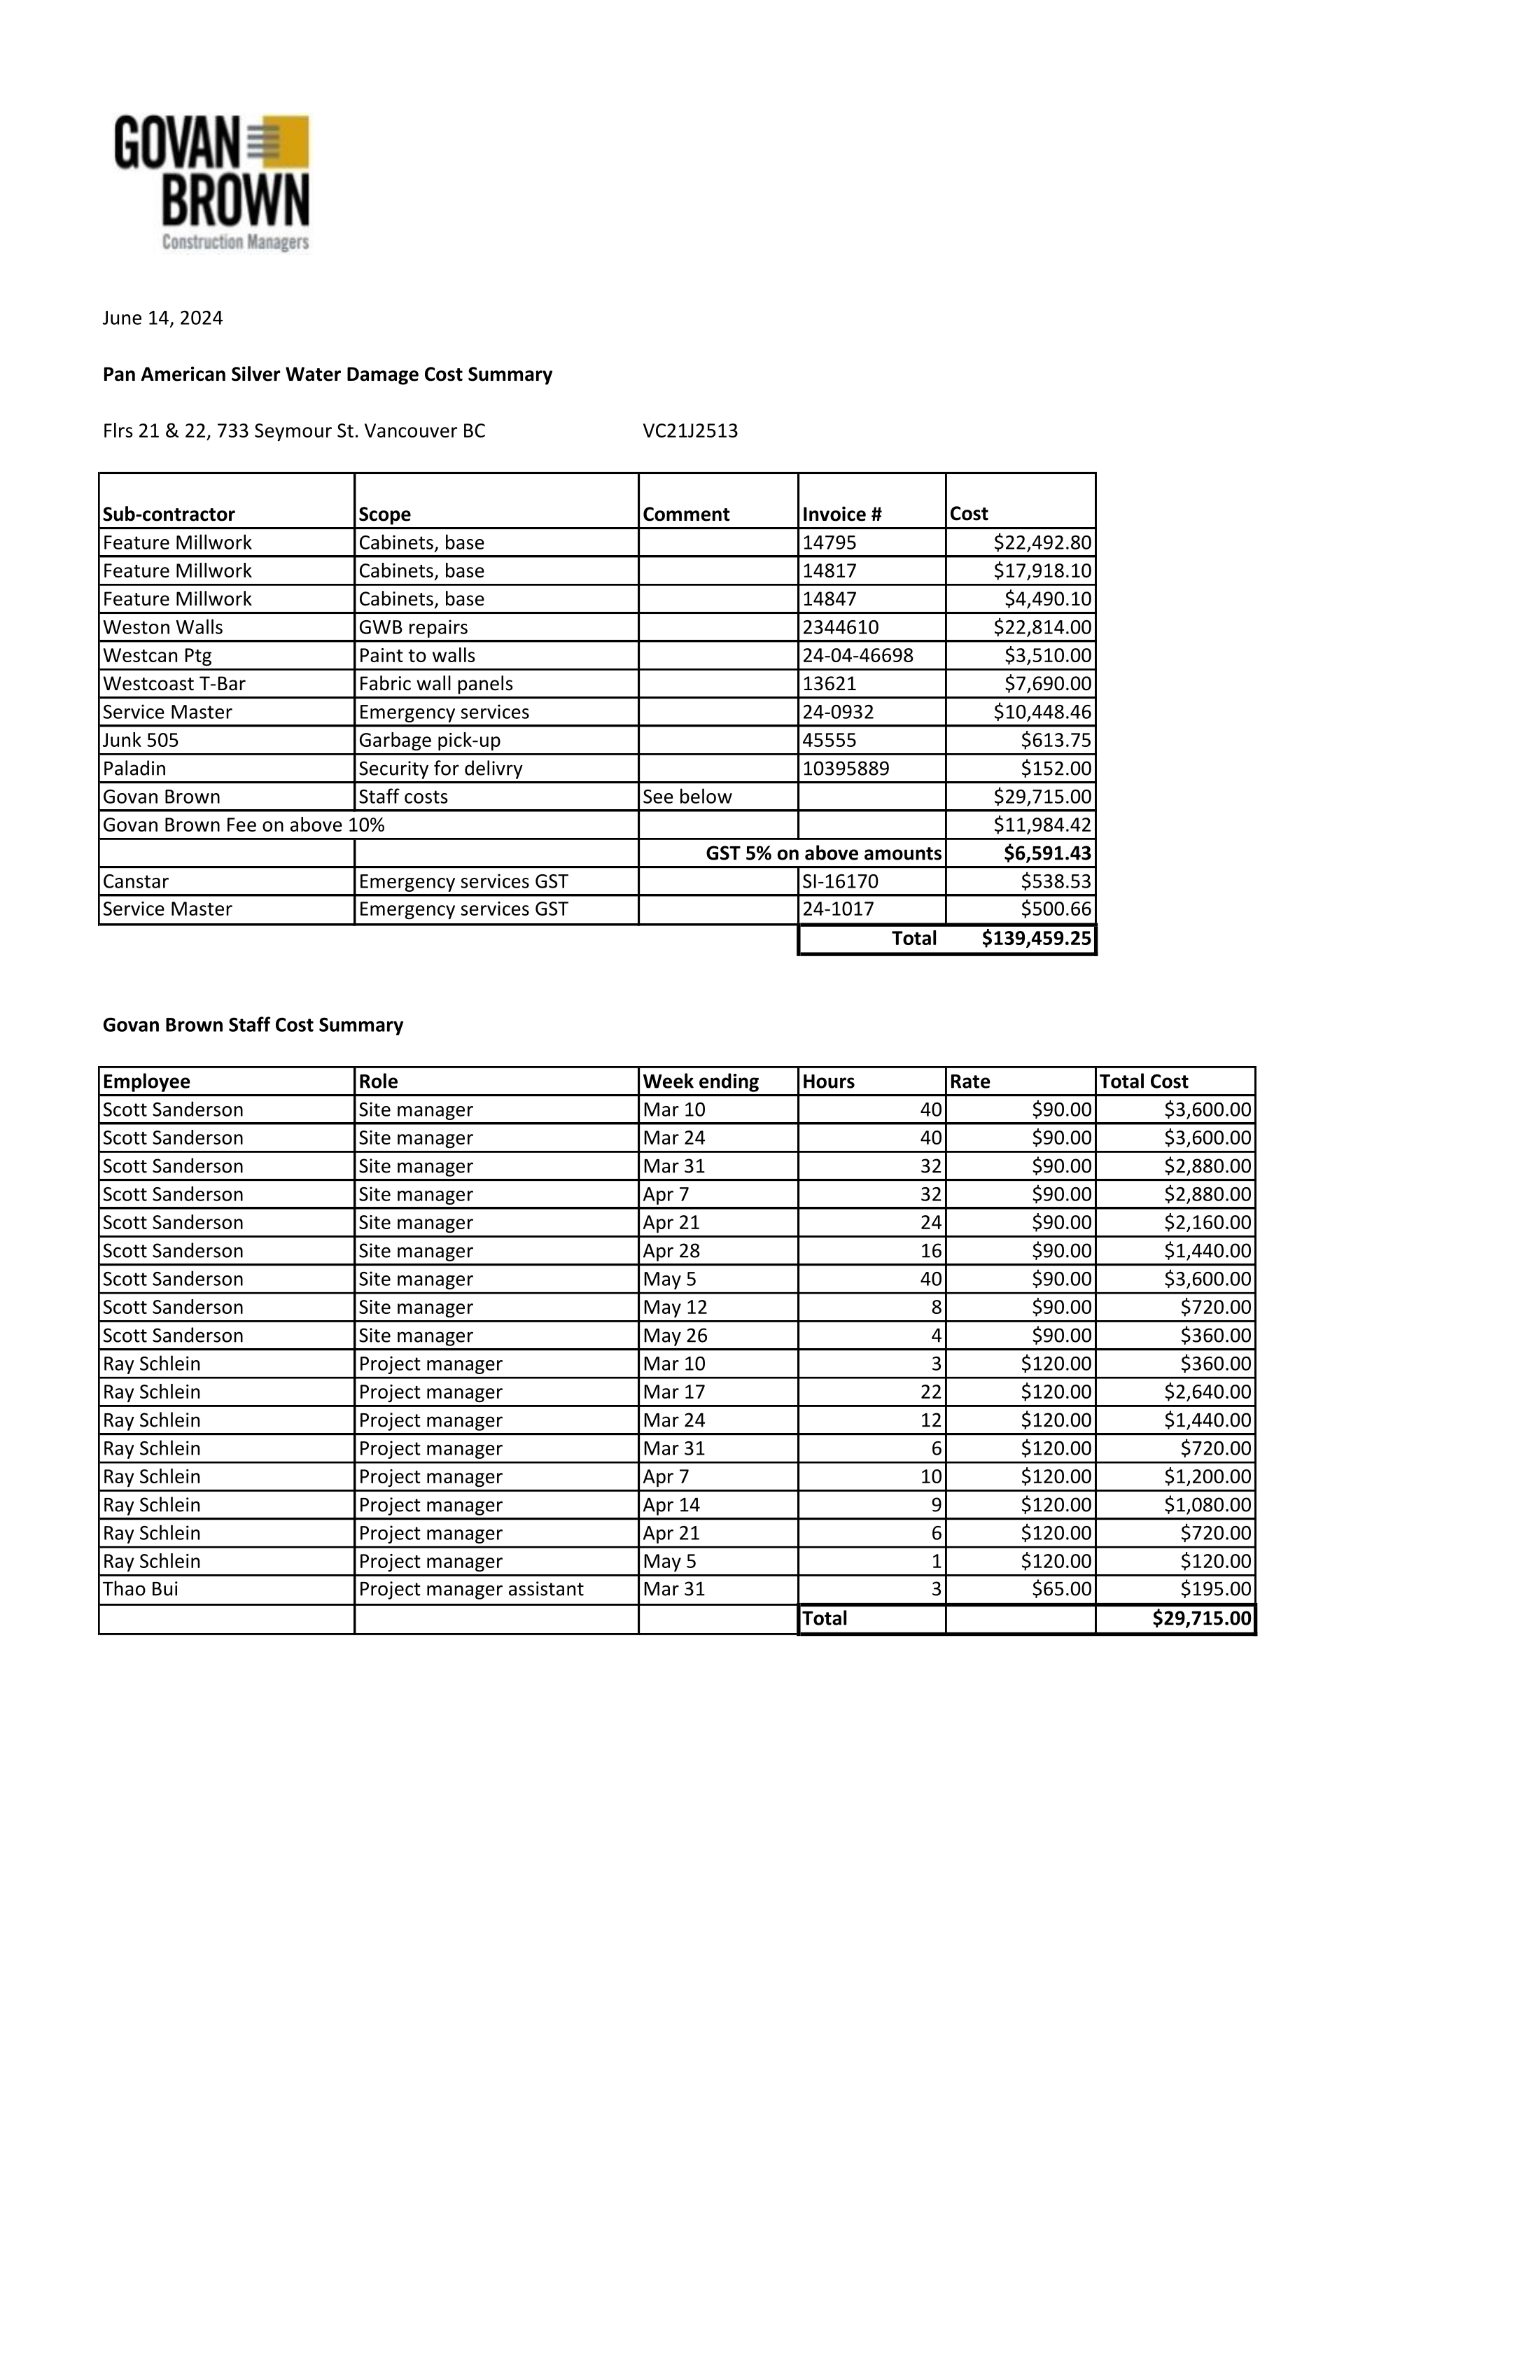 GOVAN
BROWN
Construction Managers
June 14, 2024
Pan American Silver Water Damage Cost Summary
Flrs 21 & 22, 733 Seymour St. Vancouver BC VC21J2513
Sub-contractor Scope Comment Invoice # Cost
Feature Millwork Cabinets, base 14795 $22,492.80
Feature Millwork Cabinets, base 14817 $17,918.10
Feature Millwork Cabinets, base 14847 $4,490.10
Weston Walls GWB repairs 2344610 $22,814.00
Westcan Ptg Paint to walls 24-04-46698 $3,510.00
Westcoast T-Bar Fabric wall panels 13621 $7,690.00
Service Master Emergency services 24-0932 $10,448.46
Junk 505 Garbage pick-up 45555 $613.75
Paladin Security for delivry 10395889 $152.00
Govan Brown Staff costs See below $29,715.00
Govan Brown Fee on above 10% $11,984.42
GST 5% on above amounts $6,591.43
Canstar Emergency services GST SI-16170 $538.53
Service Master Emergency services GST 24-1017 $500.66
Total $139,459.25
Govan Brown Staff Cost Summary
Employee Role Week ending Hours Rate Total Cost
Scott Sanderson Site manager Mar 10 40 $90.00 $3,600.00
Scott Sanderson Site manager Mar 24 40 $90.00 $3,600.00
Scott Sanderson Site manager Mar 31 32 $90.00 $2,880.00
Scott Sanderson Site manager Apr 7 32 $90.00 $2,880.00
Scott Sanderson Site manager Apr 21 24 $90.00 $2,160.00
Scott Sanderson Site manager Apr 28 16 $90.00 $1,440.00
Scott Sanderson Site manager May 5 40 $90.00 $3,600.00
Scott Sanderson Site manager May 12 8 $90.00 $720.00
Scott Sanderson Site manager May 26 4 $90.00 $360.00
Ray Schlein Project manager Mar 10 3 $120.00 $360.00
Ray Schlein Project manager Mar 17 22 $120.00 $2,640.00
Ray Schlein Project manager Mar 24 12 $120.00 $1,440.00
Ray Schlein Project manager Mar 31 6 $120.00 $720.00
Ray Schlein Project manager Apr 7 10 $120.00 $1,200.00
Ray Schlein Project manager Apr 14 9 $120.00 $1,080.00
Ray Schlein Project manager Apr 21 6 $120.00 $720.00
Ray Schlein Project manager May 5 1 $120.00 $120.00
Thao Bui Project manager assistant Mar 31 3 $65.00 $195.00
Total $29,715.00